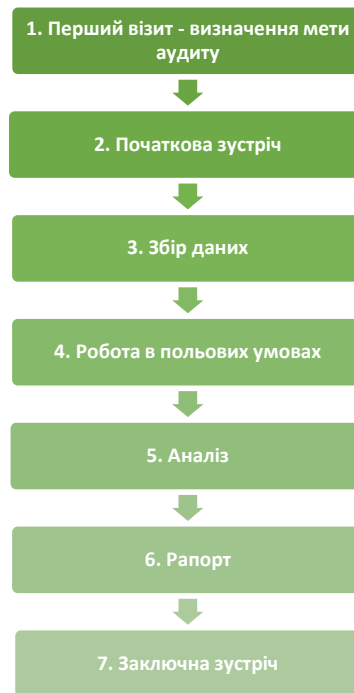 1. Перший візит - визначення мети
аудиту
2. Початкова зустріч
3. Збір даних
4. Робота в польових умовах
5. Аналіз
6. Рапорт
7. Заключна зустріч